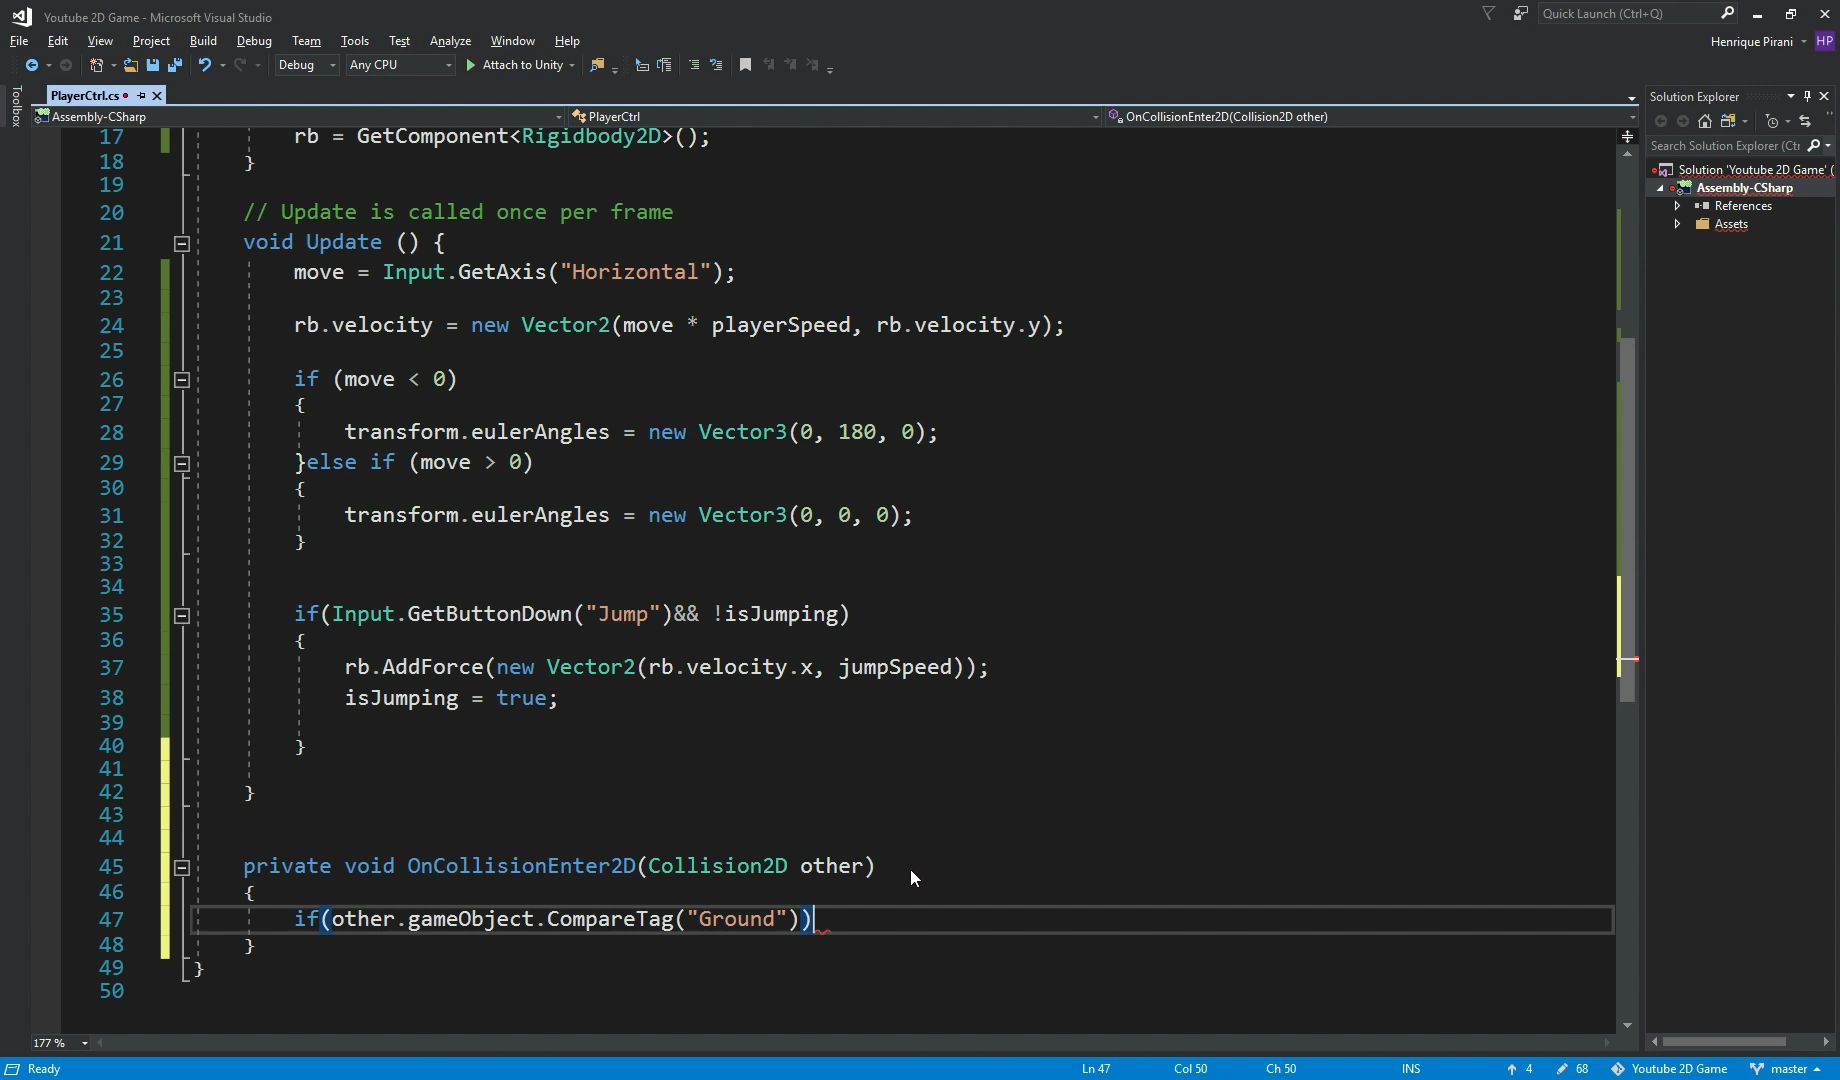 Youtube 2D Game - Microsoft Visual Studio
Quick Launch (Ctrl+Q)
File Edit View Project Build Debug Team Tools Test Analyze Window Help
Henrique Pirani HP
Debug Any CPU Attach to Unity
Toolbox
PlayerCtrl.cs
Solution Explorer
Assembly-CSharp PlayerCtrl OnCollisionEnter2D(Collision2D other)
Search Solution Explorer (Ctr
Solution 'Youtube 2D Game' (
Assembly-CSharp
References
Assets
17 rb = GetComponent<Rigidbody2D>();
18 }
19
20 // Update is called once per frame
21 void Update () {
22 move = Input.GetAxis("Horizontal");
23
24 rb.velocity = new Vector2(move * playerSpeed, rb.velocity.y);
25
26 if (move < 0)
27 {
28 transform.eulerAngles = new Vector3(0, 180, 0);
29 }else if (move > 0)
30 {
31 transform.eulerAngles = new Vector3(0, 0, 0);
32 }
33
34
35 if(Input.GetButtonDown("Jump")&& !isJumping)
36 {
37 rb.AddForce(new Vector2(rb.velocity.x, jumpSpeed));
38 isJumping = true;
39
40 }
41
42 }
43
44
45 private void OnCollisionEnter2D(Collision2D other)
46 {
47 if(other.gameObject.CompareTag("Ground"))
48 }
49 }
50
177 %
Ready Ln 47 Col 50 Ch 50 INS 4 68 Youtube 2D Game master